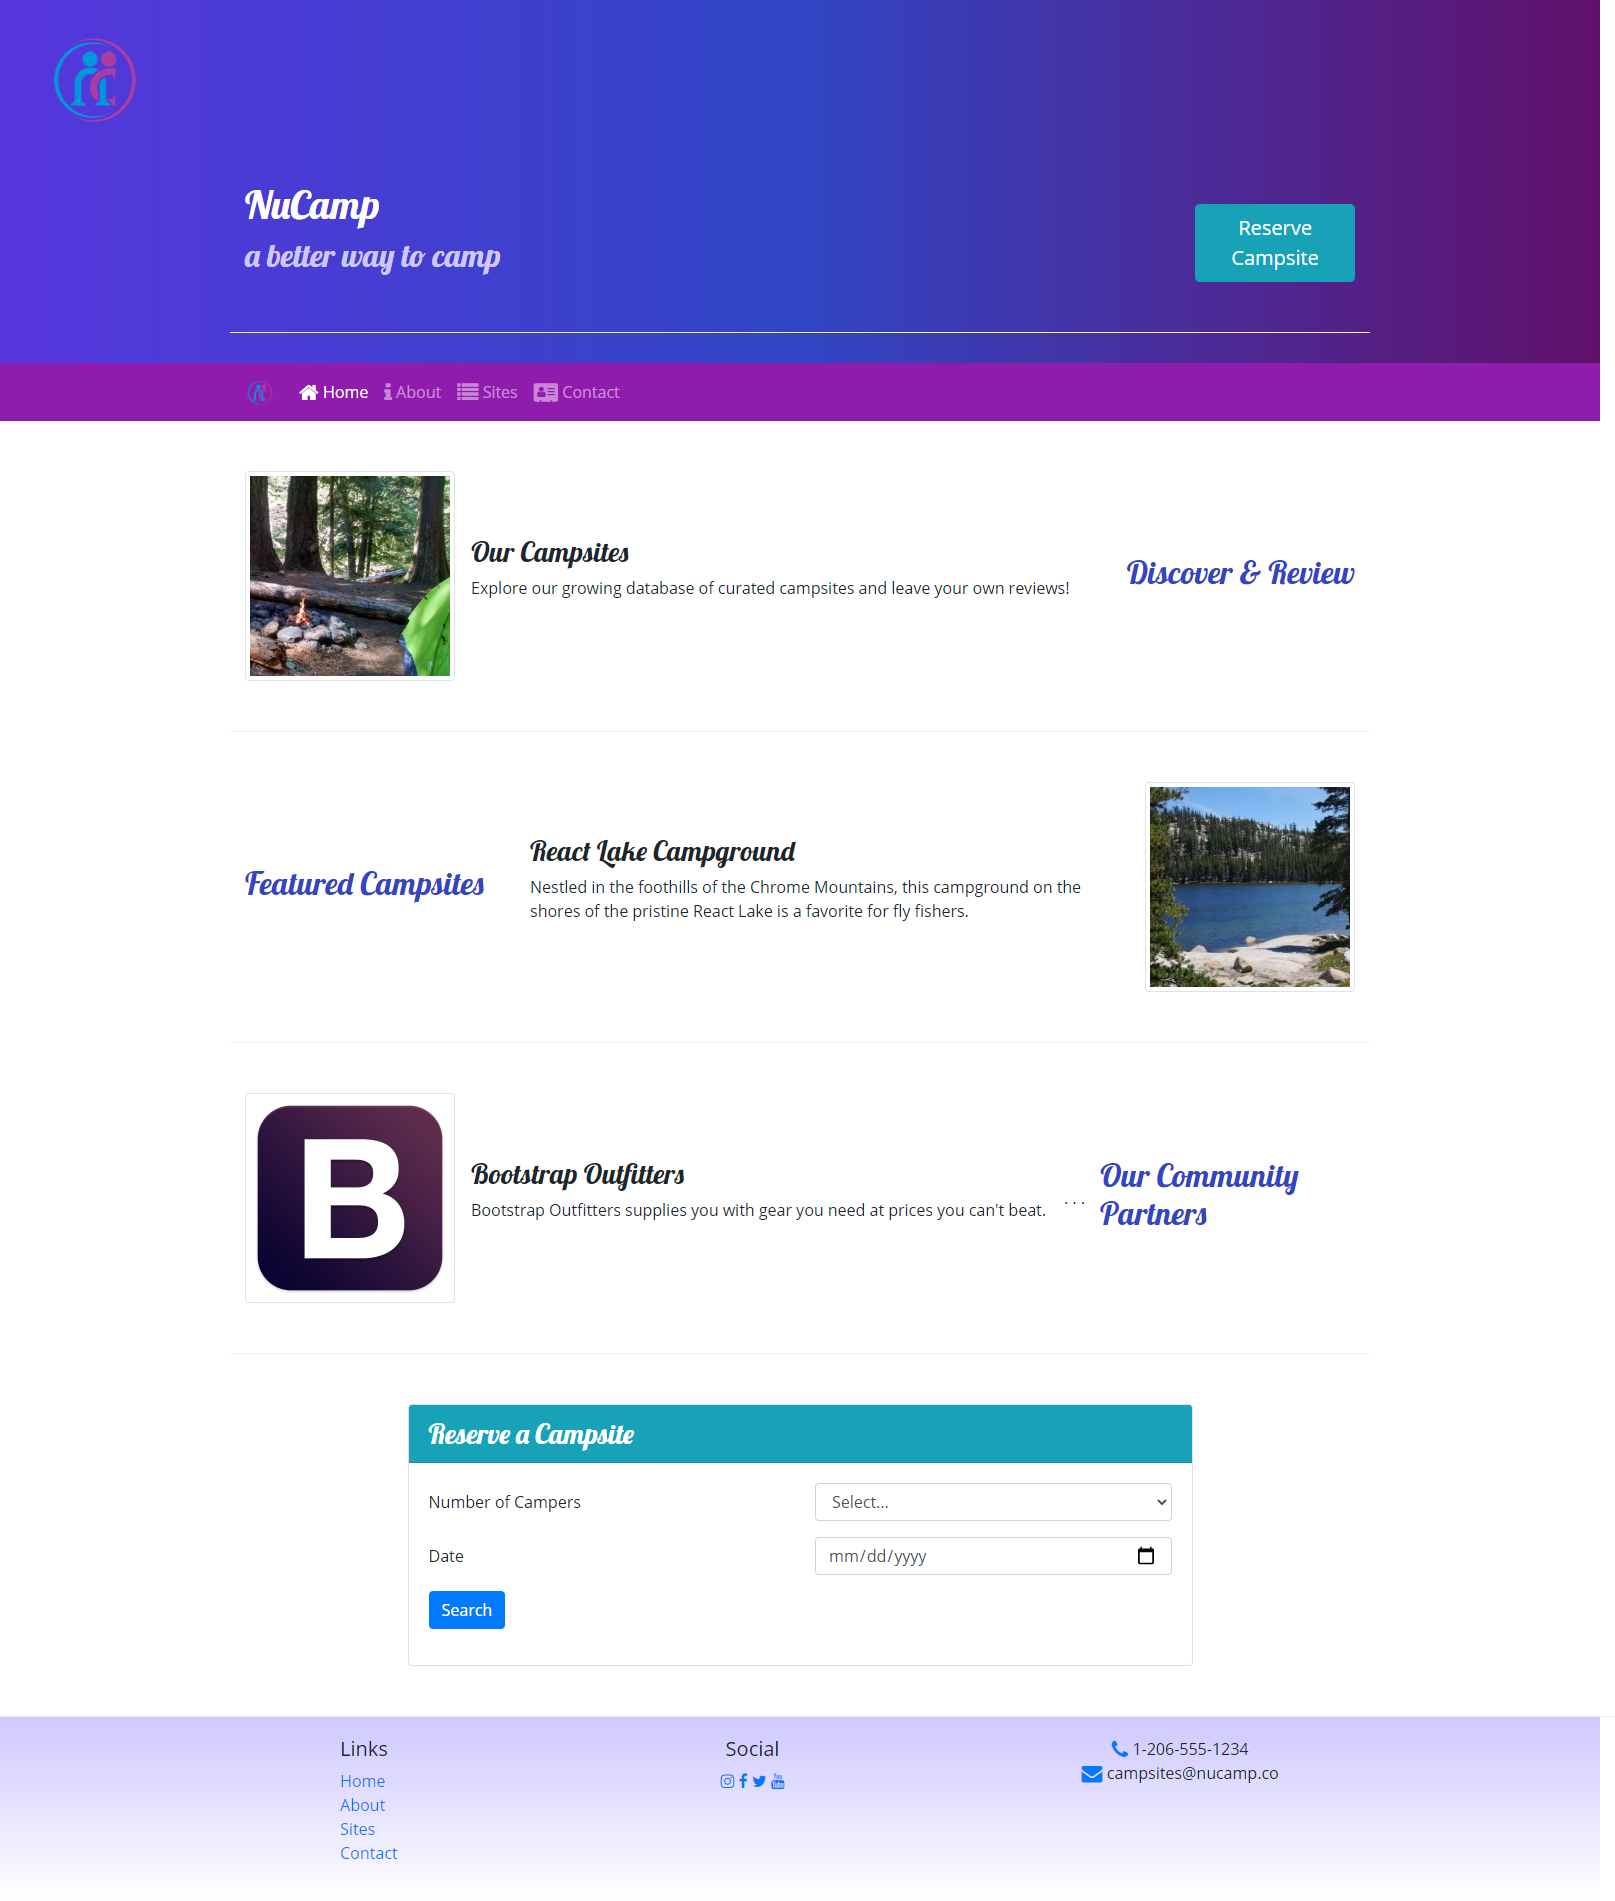 NuCamp
a better way to camp
Reserve
Campsite
Home
About
Sites
Contact
Our Campsites
Explore our growing database of curated campsites and leave your own reviews!
Discover & Review
Featured Campsites
React Lake Campground
Nestled in the foothills of the Chrome Mountains, this campground on the
shores of the pristine React Lake is a favorite for fly fishers.
B
Bootstrap Outfitters
Bootstrap Outfitters supplies you with gear you need at prices you can't beat.
. . .
Our Community
Partners
Reserve a Campsite
Number of Campers
Select...
Date
mm/dd/yyyy
Search
Links
Home
About
Sites
Contact
Social
You
Tube
1-206-555-1234
campsites@nucamp.co